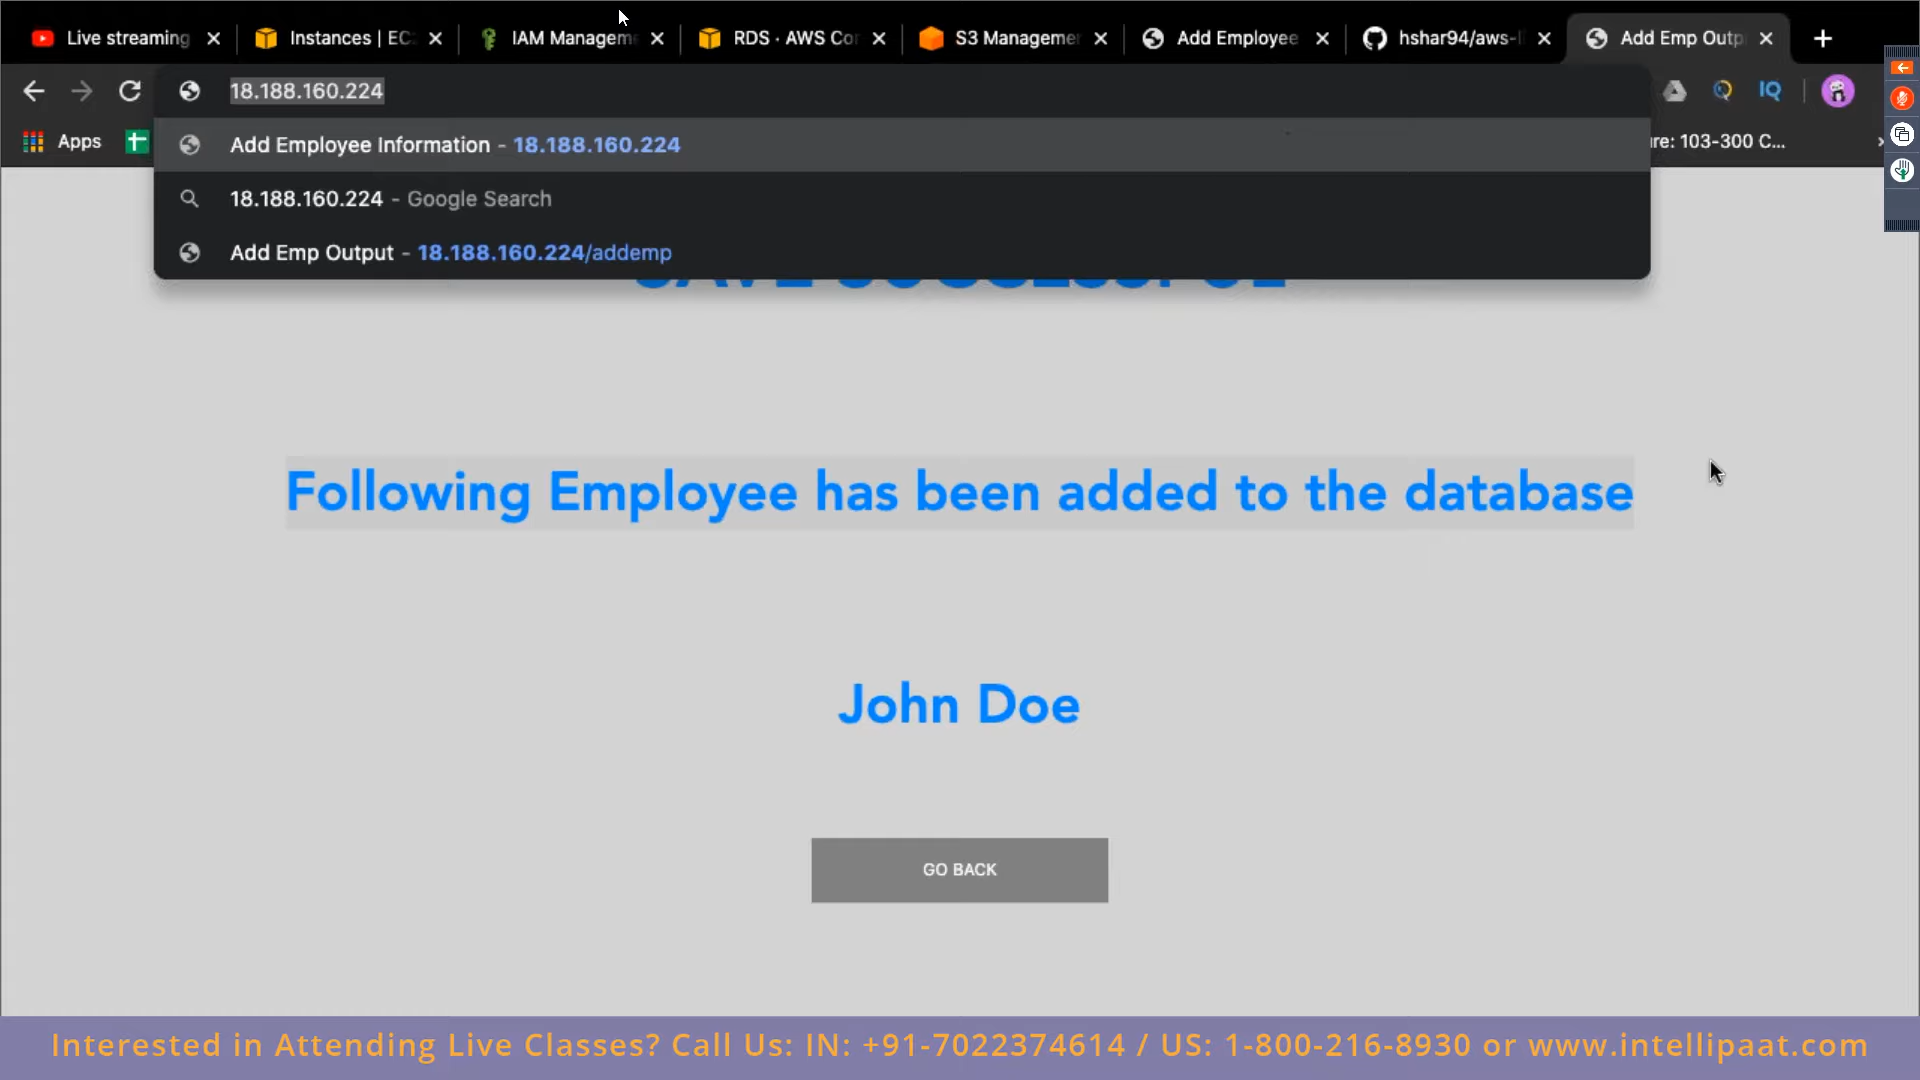 Live streaming
Instances | EC
IAM Managem
RDS · AWS Co
S3 Manageme
Add Employee
hshar94/aws-
Add Emp Outp
18.188.160.224
IQ
Add Employee Information - 18.188.160.224
Apps
ure: 103-300 C...
18.188.160.224 - Google Search
Add Emp Output - 18.188.160.224/addemp
Following Employee has been added to the database
John Doe
GO BACK
Interested in Attending Live Classes? Call Us: IN: +91-7022374614 / US: 1-800-216-8930 or www.intellipaat.com